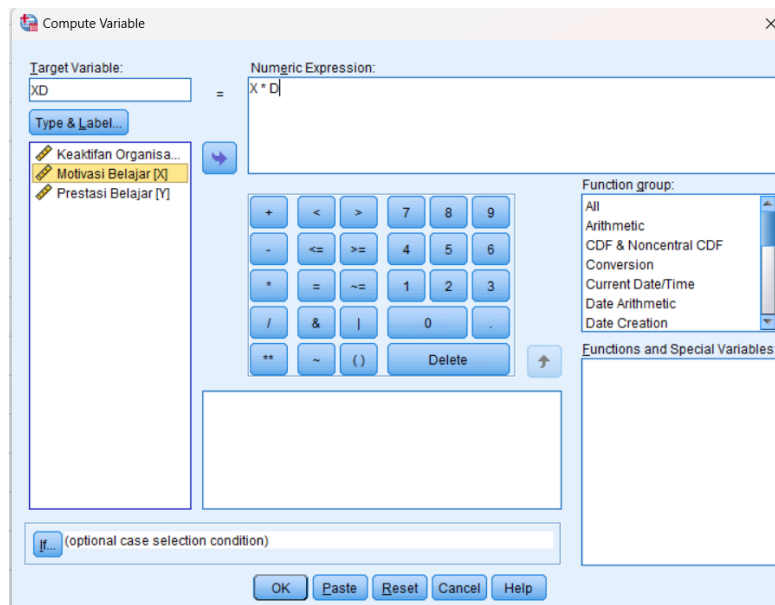 Compute Variable
Target Variable:
XD
=
Numeric Expression:
X * D
Type & Label...
Keaktifan Organisa...
Motivasi Belajar [X]
Prestasi Belajar [Y]
+ < > 7 8 9
- <= >= 4 5 6
* = ~= 1 2 3
/ & | 0 .
** ~ ( ) Delete
Function group:
All
Arithmetic
CDF & Noncentral CDF
Conversion
Current Date/Time
Date Arithmetic
Date Creation
Functions and Special Variables:
If... (optional case selection condition)
OK Paste Reset Cancel Help